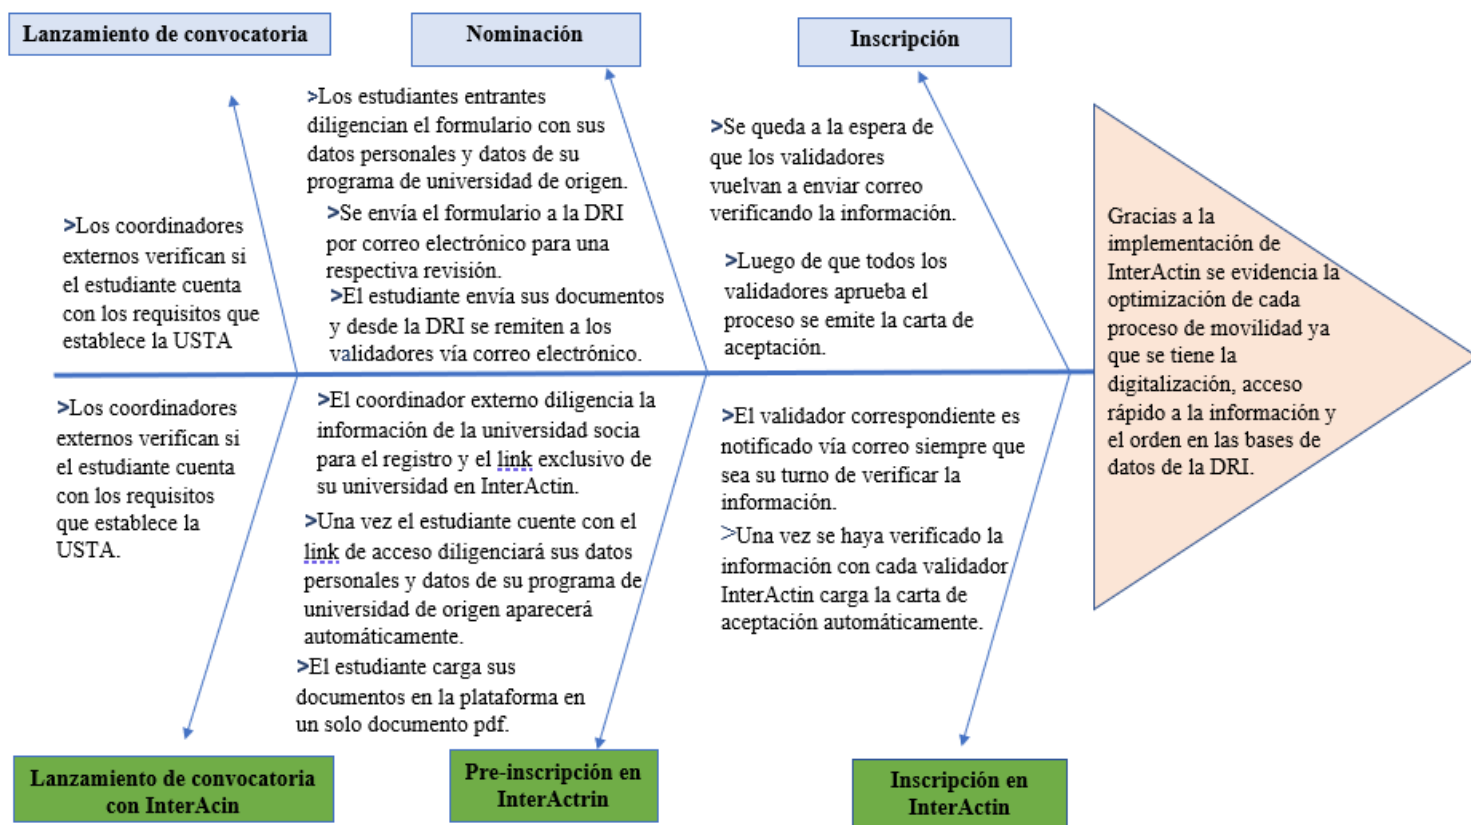 Lanzamiento de convocatoria
Nominación
Inscripción
>Los coordinadores
externos verifican si
el estudiante cuenta
con los requisitos que
establece la USTA
>Los estudiantes entrantes
diligencian el formulario con sus
datos personales y datos de su
programa de universidad de origen.
>Se envía el formulario a la DRI
por correo electrónico para una
respectiva revisión.
>El estudiante envía sus documentos
y desde la DRI se remiten a los
validadores vía correo electrónico.
>Se queda a la espera de
que los validadores
vuelvan a enviar correo
verificando la información.
>Luego de que todos los
validadores aprueba el
proceso se emite la carta de
aceptación.
Gracias a la
implementación de
InterActin se evidencia la
optimización de cada
proceso de movilidad ya
que se tiene la
digitalización, acceso
rápido a la información y
el orden en las bases de
datos de la DRI.
>Los coordinadores
externos verifican si
el estudiante cuenta
con los requisitos
que establece la
USTA.
>El coordinador externo diligencia la
información de la universidad socia
para el registro y el link exclusivo de
su universidad en InterActin.
>Una vez el estudiante cuente con el
link de acceso diligenciará sus datos
personales y datos de su programa de
universidad de origen aparecerá
automáticamente.
>El estudiante carga sus
documentos en la plataforma en
un solo documento pdf.
>El validador correspondiente es
notificado vía correo siempre que
sea su turno de verificar la
información.
>Una vez se haya verificado la
información con cada validador
InterActin carga la carta de
aceptación automáticamente.
Lanzamiento de convocatoria
con InterAcin
Pre-inscripción en
InterActrin
Inscripción en
InterActin